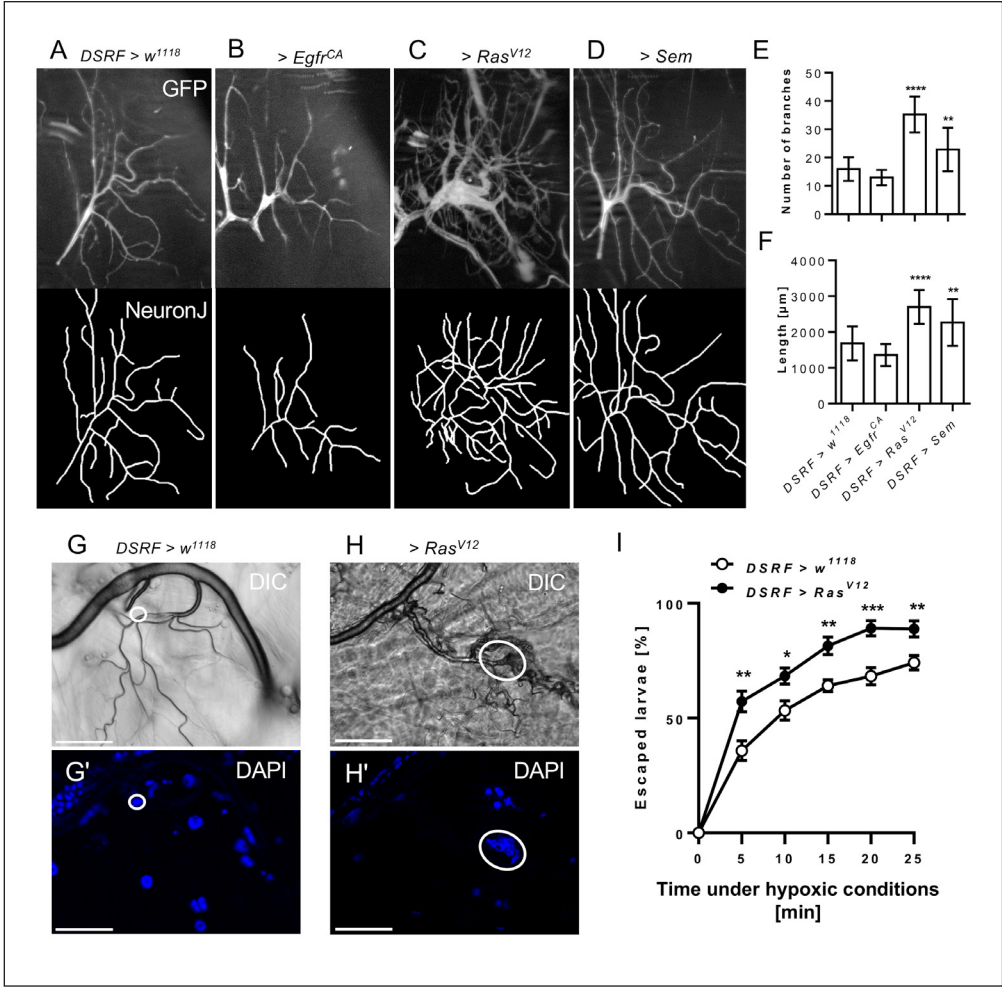 A DSRF > w1118
B > EgfrCA
C > RasV12
D > Sem
GFP
NeuronJ
E
Number of branches
50
40
30
20
10
0
****
**
F
Length [µm]
4000
3000
2000
1000
0
****
**
DSRF > w1118
DSRF > EgfrCA
DSRF > RasV12
DSRF > Sem
G DSRF > w1118
DIC
H > RasV12
DIC
G' DAPI
H' DAPI
I
DSRF > w1118
DSRF > RasV12
Escaped larvae [%]
100
50
0
**
*
**
***
**
0 5 10 15 20 25
Time under hypoxic conditions
[min]